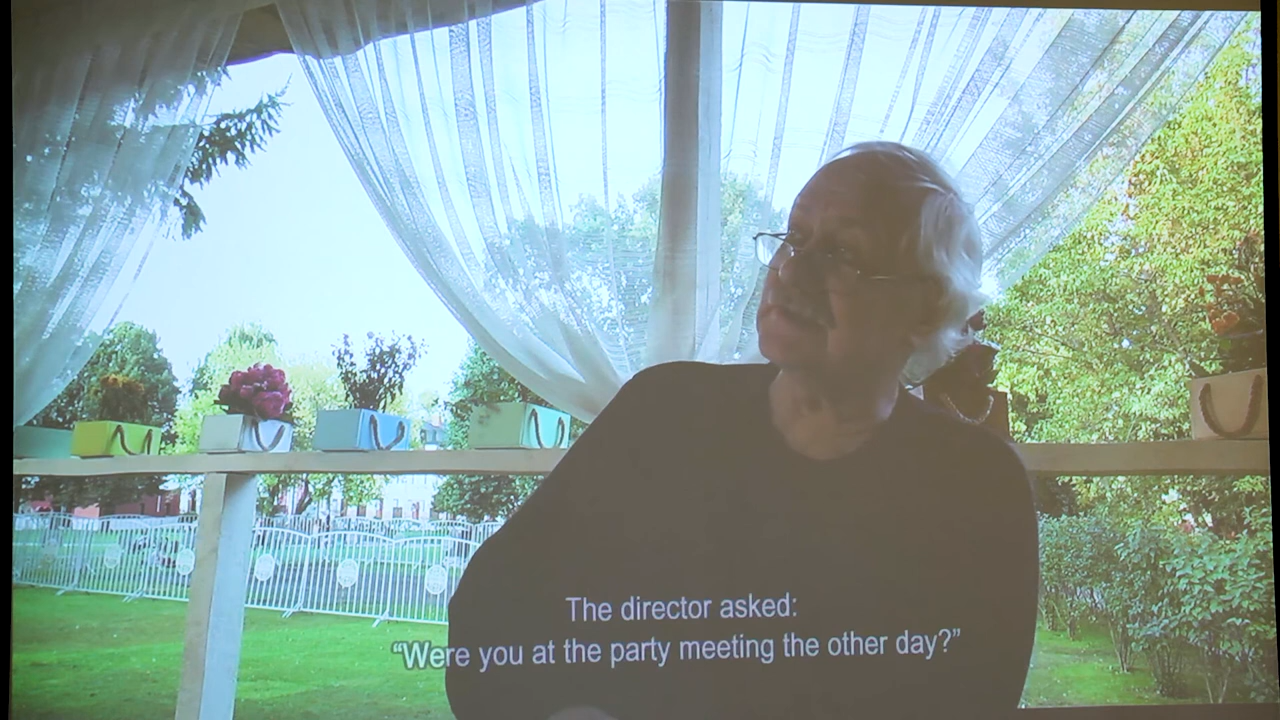 The director asked:
“Were you at the party meeting the other day?”